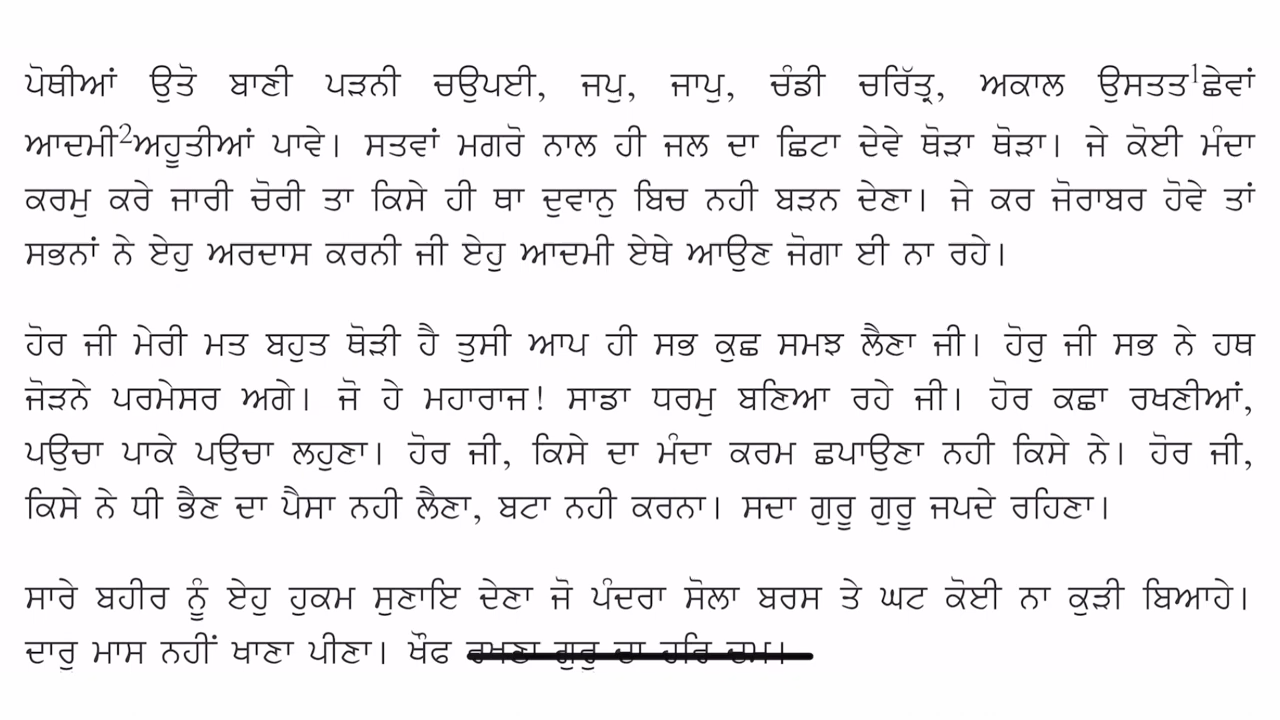 ਪੋਥੀਆਂ ਉਤੋ ਬਾਣੀ ਪੜਨੀ ਚਉਪਈ, ਜਪੁ, ਜਾਪੁ, ਚੰਡੀ ਚਰਿੱਤ੍ਰ, ਅਕਾਲ ਉਸਤਤ¹ਛੇਵਾਂ
ਆਦਮੀ²ਅਹੂਤੀਆਂ ਪਾਵੇ। ਸਤਵਾਂ ਮਗਰੋ ਨਾਲ ਹੀ ਜਲ ਦਾ ਛਿਟਾ ਦੇਵੇ ਥੋੜਾ ਥੋੜਾ। ਜੇ ਕੋਈ ਮੰਦਾ
ਕਰਮੁ ਕਰੇ ਜਾਰੀ ਚੋਰੀ ਤਾ ਕਿਸੇ ਹੀ ਥਾ ਦੁਵਾਨੁ ਬਿਚ ਨਹੀ ਬੜਨ ਦੇਣਾ। ਜੇ ਕਰ ਜੋਰਾਬਰ ਹੋਵੇ ਤਾਂ
ਸਭਨਾਂ ਨੇ ਏਹੁ ਅਰਦਾਸ ਕਰਨੀ ਜੀ ਏਹੁ ਆਦਮੀ ਏਥੇ ਆਉਣ ਜੋਗਾ ਈ ਨਾ ਰਹੇ।
ਹੋਰ ਜੀ ਮੇਰੀ ਮਤ ਬਹੁਤ ਥੋੜੀ ਹੈ ਤੁਸੀ ਆਪ ਹੀ ਸਭ ਕੁਛ ਸਮਝ ਲੈਣਾ ਜੀ। ਹੋਰੁ ਜੀ ਸਭ ਨੇ ਹਥ
ਜੋੜਨੇ ਪਰਮੇਸਰ ਅਗੇ। ਜੋ ਹੇ ਮਹਾਰਾਜ! ਸਾਡਾ ਧਰਮੁ ਬਣਿਆ ਰਹੇ ਜੀ। ਹੋਰ ਕਛਾ ਰਖਣੀਆਂ,
ਪਉਚਾ ਪਾਕੇ ਪਉਚਾ ਲਹੁਣਾ। ਹੋਰ ਜੀ, ਕਿਸੇ ਦਾ ਮੰਦਾ ਕਰਮ ਛਪਾਉਣਾ ਨਹੀ ਕਿਸੇ ਨੇ। ਹੋਰ ਜੀ,
ਕਿਸੇ ਨੇ ਧੀ ਭੈਣ ਦਾ ਪੈਸਾ ਨਹੀ ਲੈਣਾ, ਬਟਾ ਨਹੀ ਕਰਨਾ। ਸਦਾ ਗੁਰੂ ਗੁਰੂ ਜਪਦੇ ਰਹਿਣਾ।
ਸਾਰੇ ਬਹੀਰ ਨੂੰ ਏਹੁ ਹੁਕਮ ਸੁਣਾਇ ਦੇਣਾ ਜੋ ਪੰਦਰਾ ਸੋਲਾ ਬਰਸ ਤੇ ਘਟ ਕੋਈ ਨਾ ਕੁੜੀ ਬਿਆਹੇ।
ਦਾਰੁ ਮਾਸ ਨਹੀਂ ਖਾਣਾ ਪੀਣਾ। ਖੌਫ